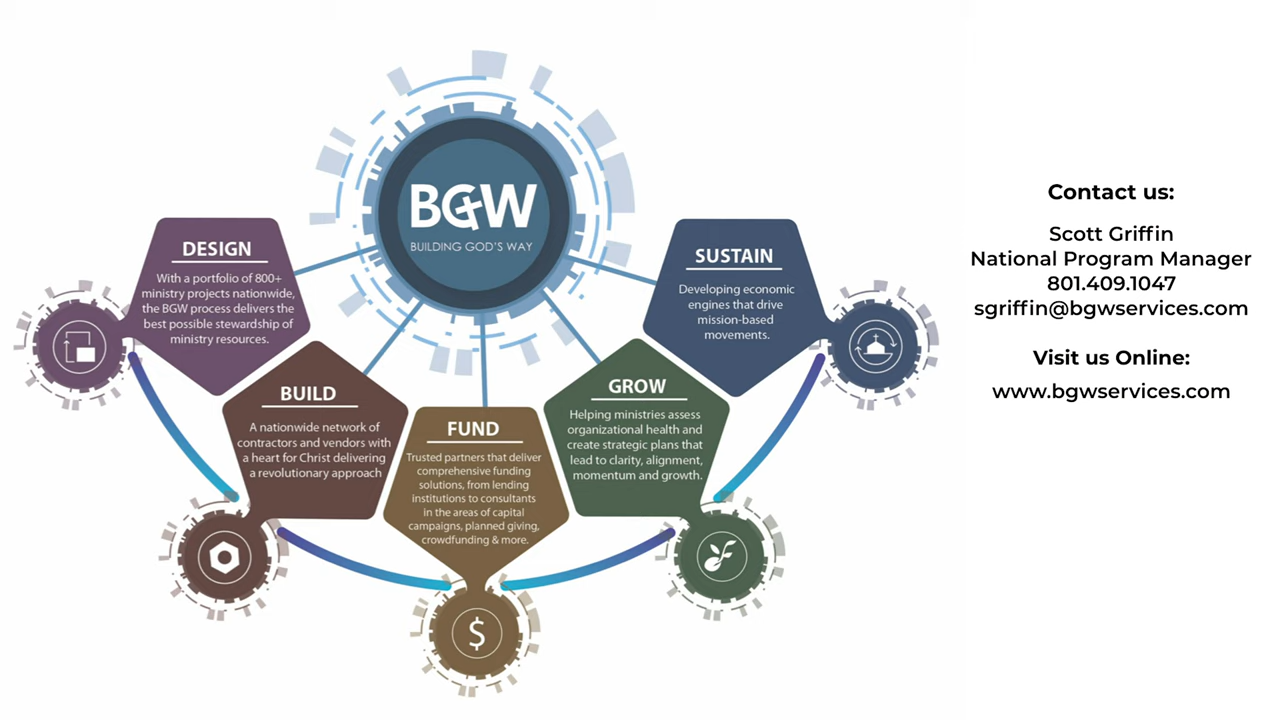 BGW
BUILDING GOD'S WAY
DESIGN
With a portfolio of 800+
ministry projects nationwide,
the BGW process delivers the
best possible stewardship of
ministry resources.
BUILD
A nationwide network of
contractors and vendors with
a heart for Christ delivering
a revolutionary approach
FUND
Trusted partners that deliver
comprehensive funding
solutions, from lending
institutions to consultants
in the areas of capital
campaigns, planned giving,
crowdfunding & more.
$
GROW
Helping ministries assess
organizational health and
create strategic plans that
lead to clarity, alignment,
momentum and growth.
SUSTAIN
Developing economic
engines that drive
mission-based
movements.
Contact us:
Scott Griffin
National Program Manager
801.409.1047
sgriffin@bgwservices.com
Visit us Online:
www.bgwservices.com